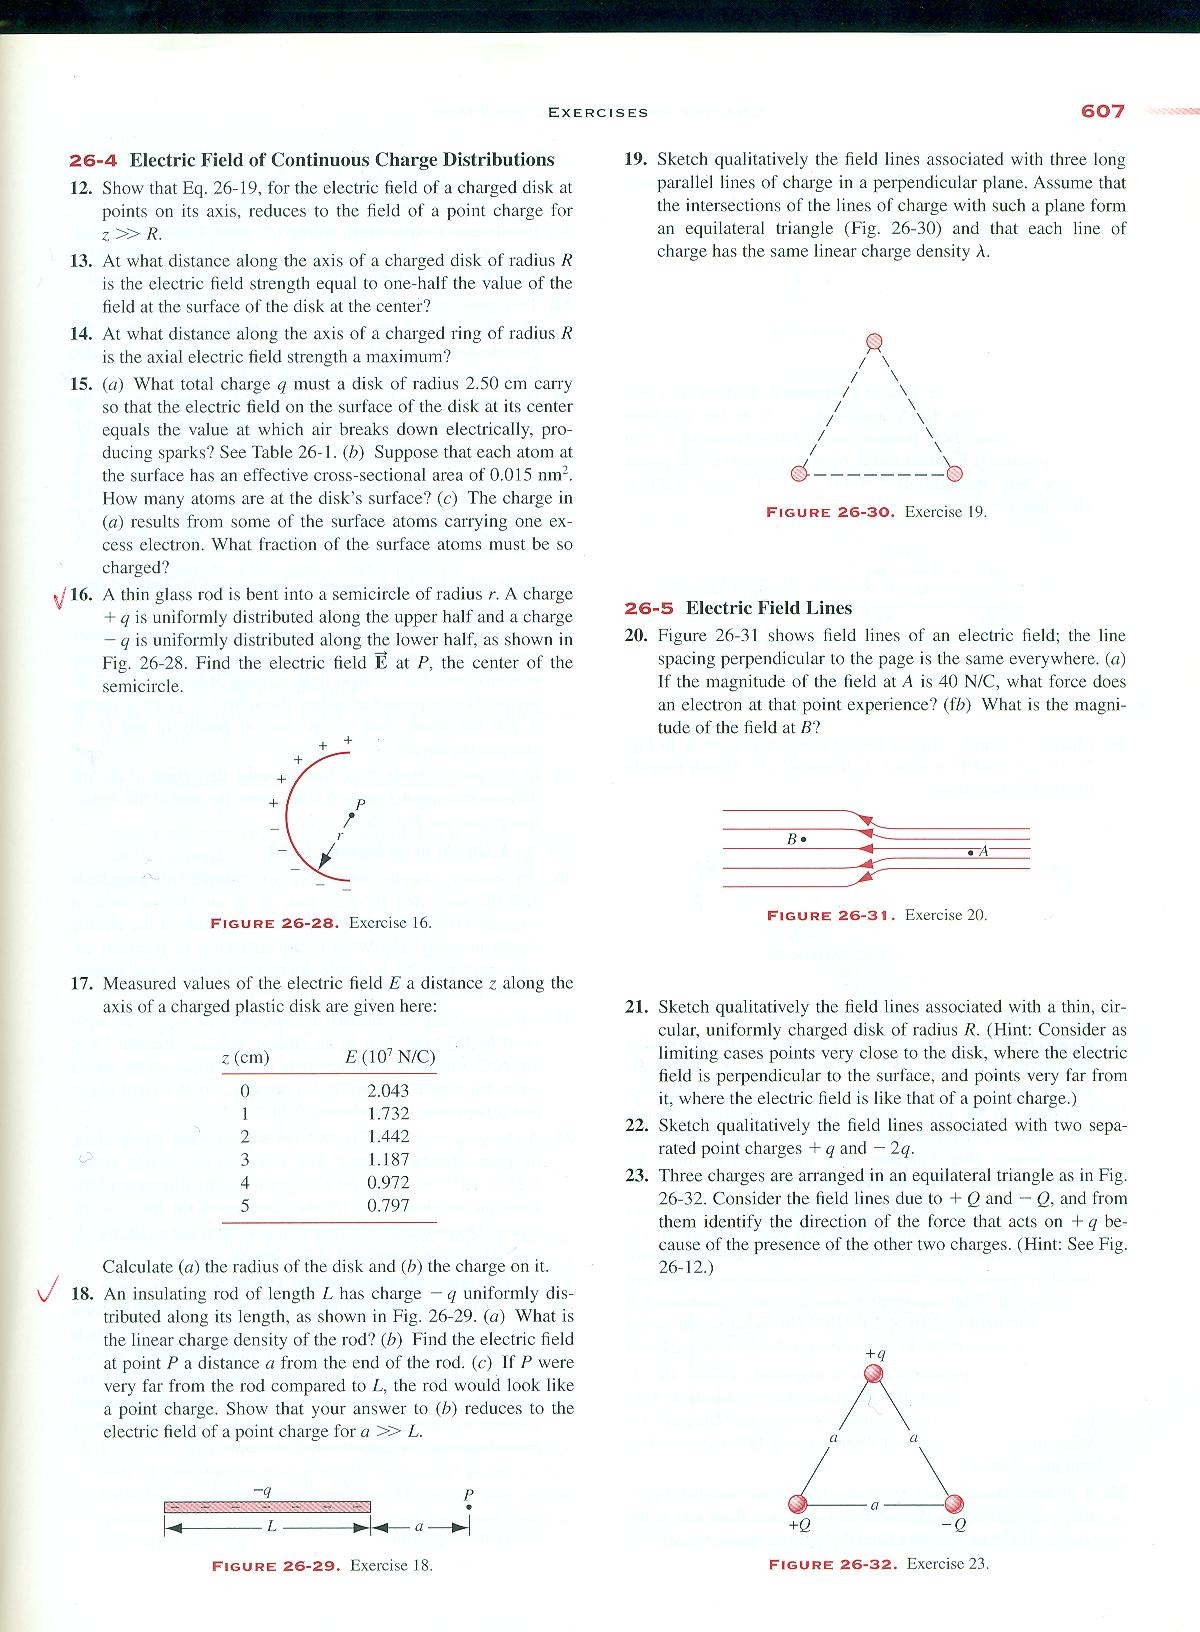 EXERCISES
607
26-4 Electric Field of Continuous Charge Distributions
12. Show that Eq. 26-19, for the electric field of a charged disk at
points on its axis, reduces to the field of a point charge for
z >> R.
13. At what distance along the axis of a charged disk of radius R
is the electric field strength equal to one-half the value of the
field at the surface of the disk at the center?
14. At what distance along the axis of a charged ring of radius R
is the axial electric field strength a maximum?
15. (a) What total charge q must a disk of radius 2.50 cm carry
so that the electric field on the surface of the disk at its center
equals the value at which air breaks down electrically, pro-
ducing sparks? See Table 26-1. (b) Suppose that each atom at
the surface has an effective cross-sectional area of 0.015 nm².
How many atoms are at the disk's surface? (c) The charge in
(a) results from some of the surface atoms carrying one ex-
cess electron. What fraction of the surface atoms must be so
charged?
16. A thin glass rod is bent into a semicircle of radius r. A charge
+ q is uniformly distributed along the upper half and a charge
− q is uniformly distributed along the lower half, as shown in
Fig. 26-28. Find the electric field E⃗ at P, the center of the
semicircle.
+ +
+
+
+
P
r
−
−
−
− −
FIGURE 26-28. Exercise 16.
17. Measured values of the electric field E a distance z along the
axis of a charged plastic disk are given here:
z (cm) E (10⁷ N/C)
0 2.043
1 1.732
2 1.442
3 1.187
4 0.972
5 0.797
Calculate (a) the radius of the disk and (b) the charge on it.
18. An insulating rod of length L has charge − q uniformly dis-
tributed along its length, as shown in Fig. 26-29. (a) What is
the linear charge density of the rod? (b) Find the electric field
at point P a distance a from the end of the rod. (c) If P were
very far from the rod compared to L, the rod would look like
a point charge. Show that your answer to (b) reduces to the
electric field of a point charge for a >> L.
−q
P
L
a
FIGURE 26-29. Exercise 18.
19. Sketch qualitatively the field lines associated with three long
parallel lines of charge in a perpendicular plane. Assume that
the intersections of the lines of charge with such a plane form
an equilateral triangle (Fig. 26-30) and that each line of
charge has the same linear charge density λ.
FIGURE 26-30. Exercise 19.
26-5 Electric Field Lines
20. Figure 26-31 shows field lines of an electric field; the line
spacing perpendicular to the page is the same everywhere. (a)
If the magnitude of the field at A is 40 N/C, what force does
an electron at that point experience? (fb) What is the magni-
tude of the field at B?
B
A
FIGURE 26-31. Exercise 20.
21. Sketch qualitatively the field lines associated with a thin, cir-
cular, uniformly charged disk of radius R. (Hint: Consider as
limiting cases points very close to the disk, where the electric
field is perpendicular to the surface, and points very far from
it, where the electric field is like that of a point charge.)
22. Sketch qualitatively the field lines associated with two sepa-
rated point charges + q and − 2q.
23. Three charges are arranged in an equilateral triangle as in Fig.
26-32. Consider the field lines due to + Q and − Q, and from
them identify the direction of the force that acts on + q be-
cause of the presence of the other two charges. (Hint: See Fig.
26-12.)
+q
a
a
a
+Q
−Q
FIGURE 26-32. Exercise 23.